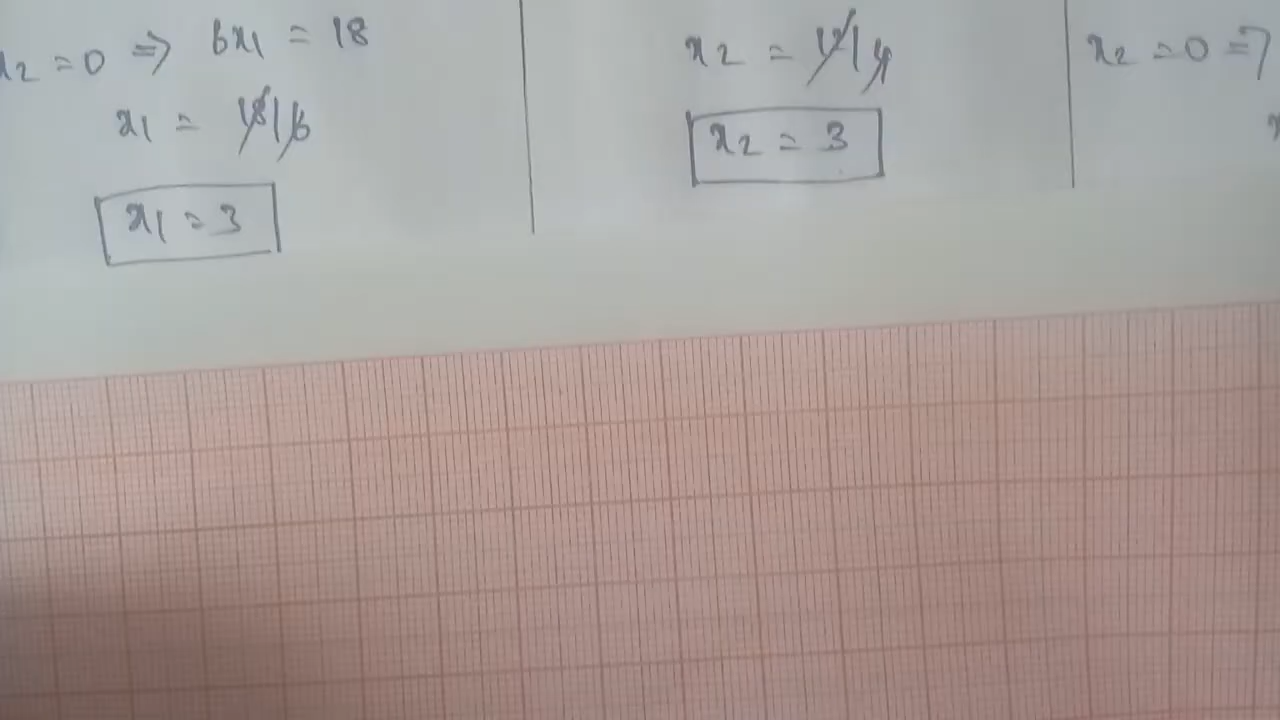 x₂ = 0 ⇒ 6x₁ = 18
x₁ = 18/6
x₁ = 3
x₂ = 12/4
x₂ = 3
x₂ = 0 ⇒